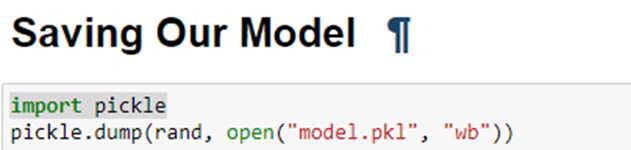 Saving Our Model ¶
import pickle
pickle.dump(rand, open("model.pkl", "wb"))